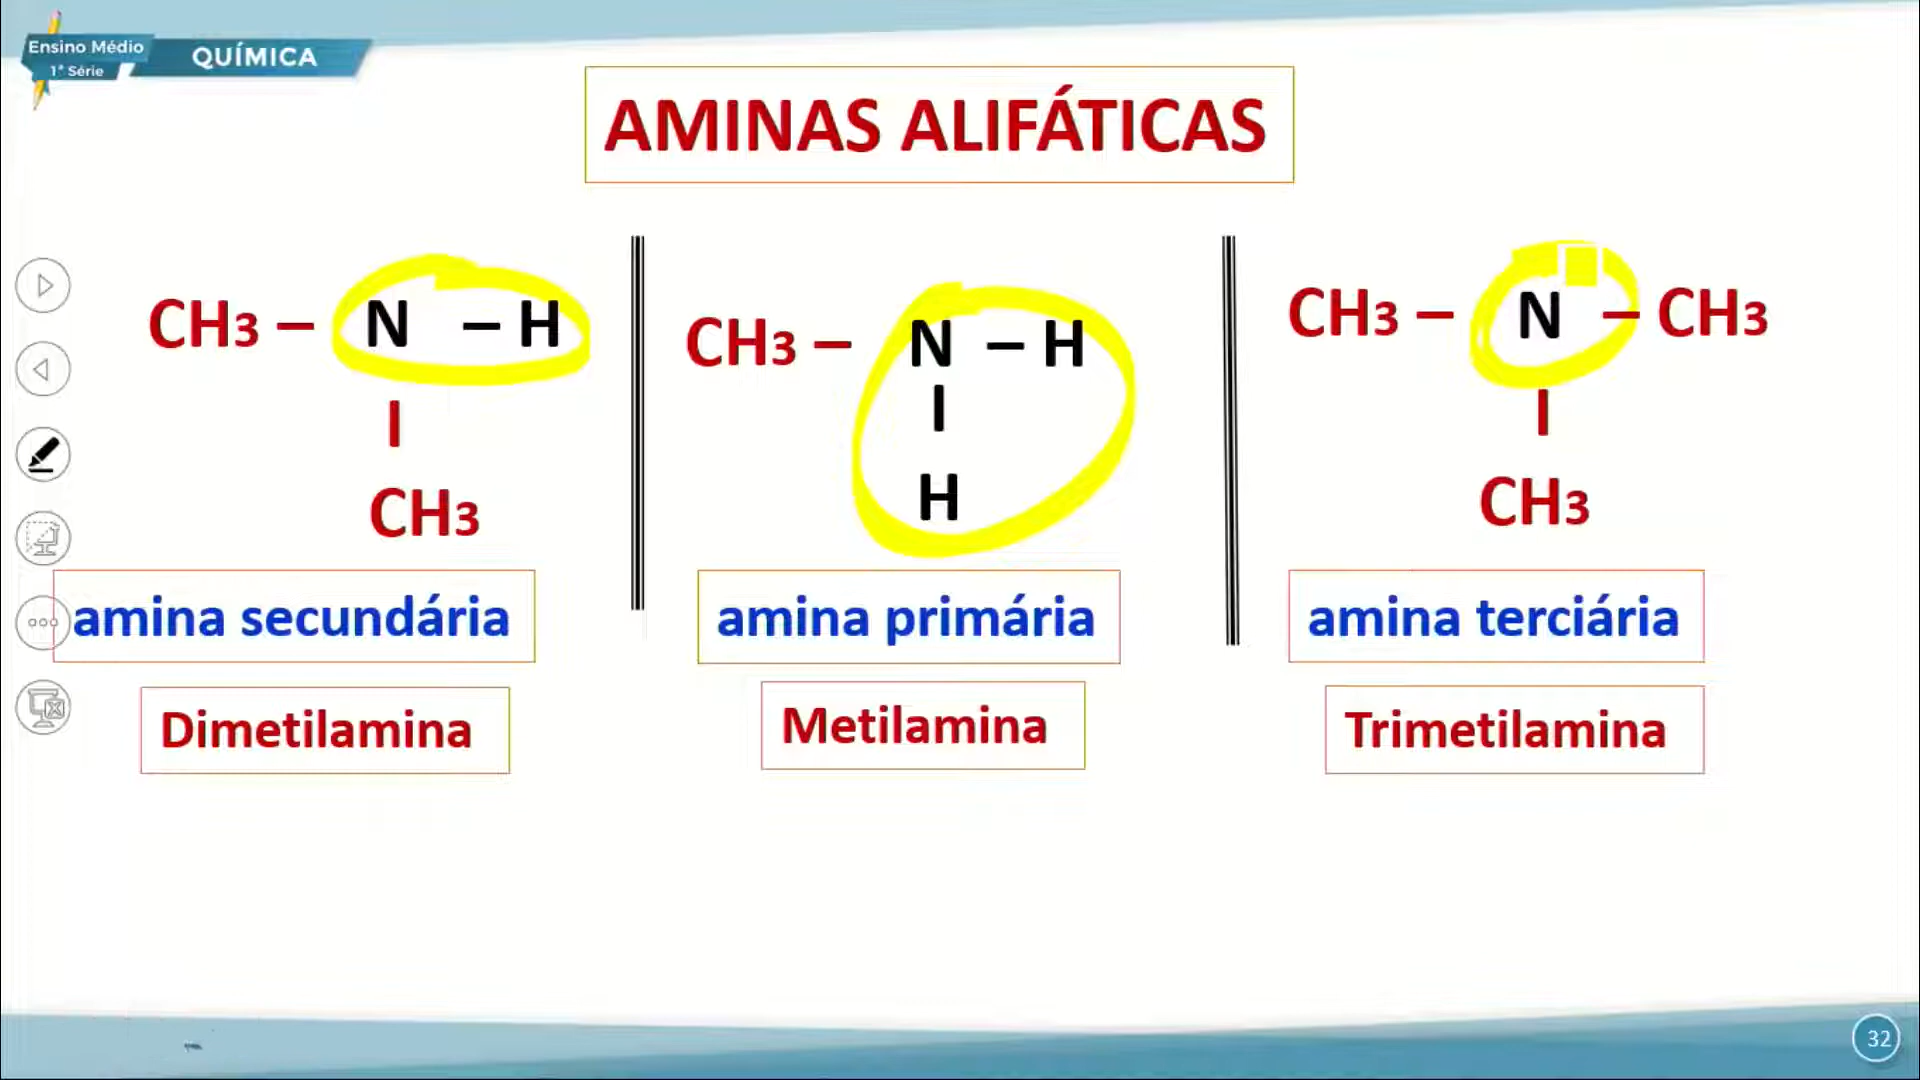 Ensino Médio
1ª Série
QUÍMICA
AMINAS ALIFÁTICAS
CH3 – N – H
I
CH3
amina secundária
Dimetilamina
CH3 – N – H
I
H
amina primária
Metilamina
CH3 – N – CH3
I
CH3
amina terciária
Trimetilamina
32